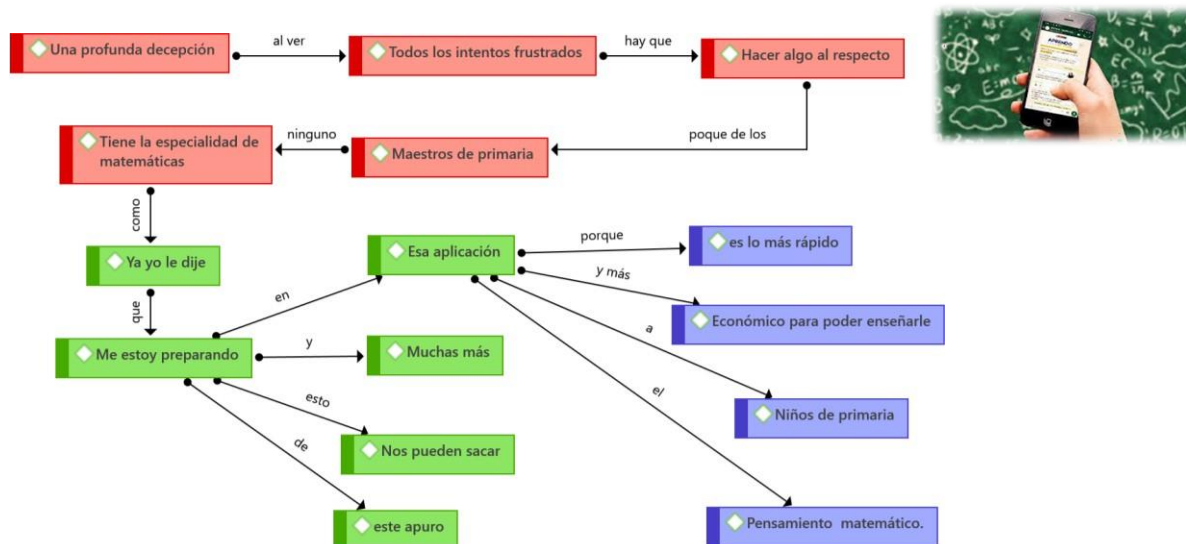 Una profunda decepción
al ver
Todos los intentos frustrados
hay que
Hacer algo al respecto
poque de los
Maestros de primaria
ninguno
Tiene la especialidad de
matemáticas
como
Ya yo le dije
que
Me estoy preparando
en
Esa aplicación
porque
es lo más rápido
y más
Económico para poder enseñarle
a
Niños de primaria
el
Pensamiento matemático.
y
Muchas más
esto
Nos pueden sacar
de
este apuro
ABC
EC